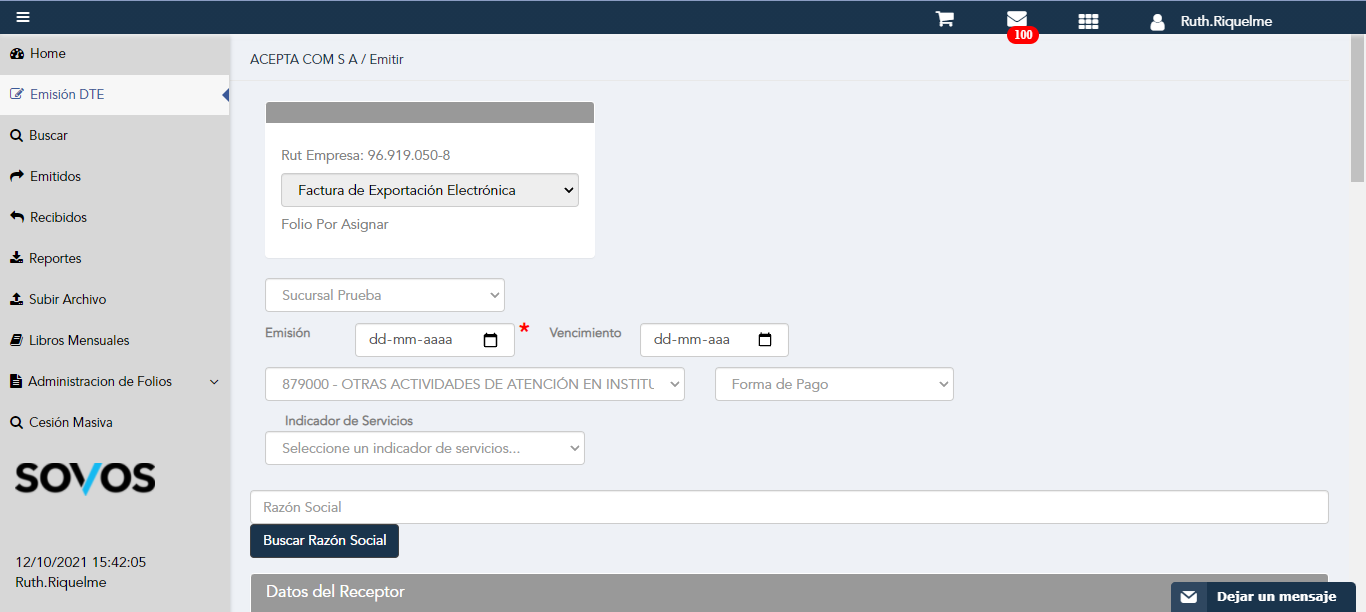 Ruth.Riquelme
100
Home
Emisión DTE
Buscar
Emitidos
Recibidos
Reportes
Subir Archivo
Libros Mensuales
Administracion de Folios
Cesión Masiva
SOVOS
12/10/2021 15:42:05
Ruth.Riquelme
ACEPTA COM S A / Emitir
Rut Empresa: 96.919.050-8
Factura de Exportación Electrónica
Folio Por Asignar
Sucursal Prueba
Emisión dd-mm-aaaa * Vencimiento dd-mm-aaa
879000 - OTRAS ACTIVIDADES DE ATENCIÓN EN INSTITU Forma de Pago
Indicador de Servicios
Seleccione un indicador de servicios...
Razón Social
Buscar Razón Social
Datos del Receptor
Dejar un mensaje